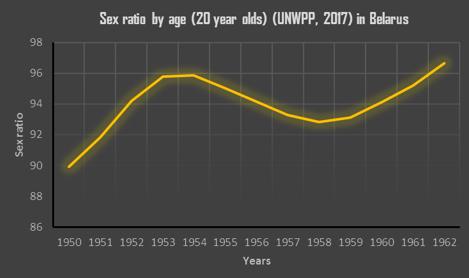 Sex ratio by age (20 year olds) (UNWPP, 2017) in Belarus
98
96
94
92
90
88
86
Sex ratio
1950 1951 1952 1953 1954 1955 1956 1957 1958 1959 1960 1961 1962
Years